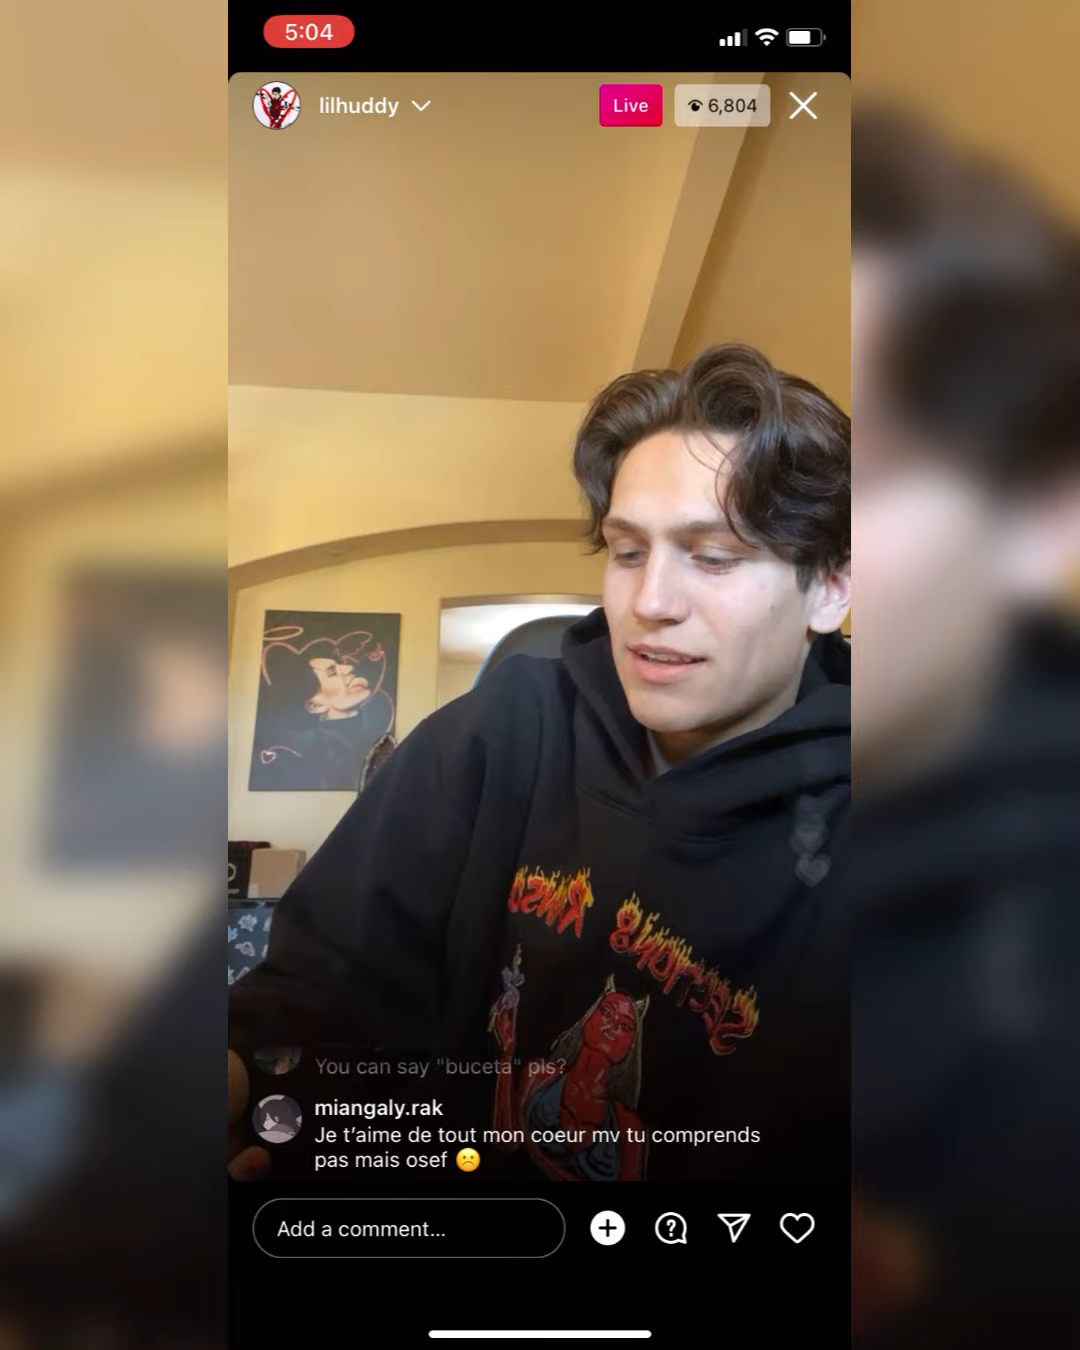 5:04
lilhuddy
Live
6,804
You can say "buceta" pls?
miangaly.rak
Je t'aime de tout mon coeur mv tu comprends
pas mais osef ☹️
Add a comment...